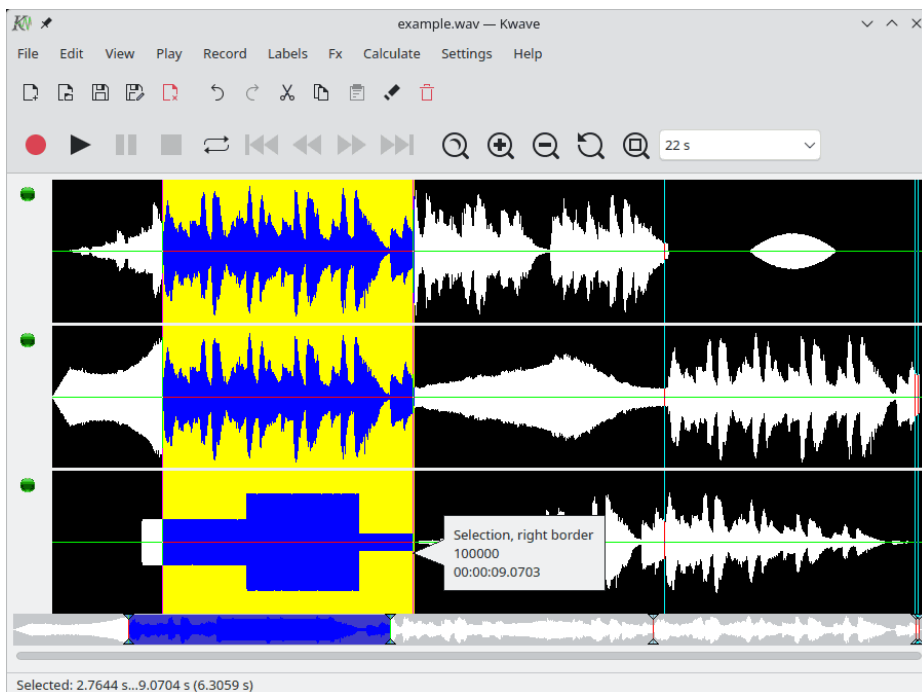 example.wav — Kwave
File Edit View Play Record Labels Fx Calculate Settings Help
22 s
Selection, right border
100000
00:00:09.0703
Selected: 2.7644 s...9.0704 s (6.3059 s)